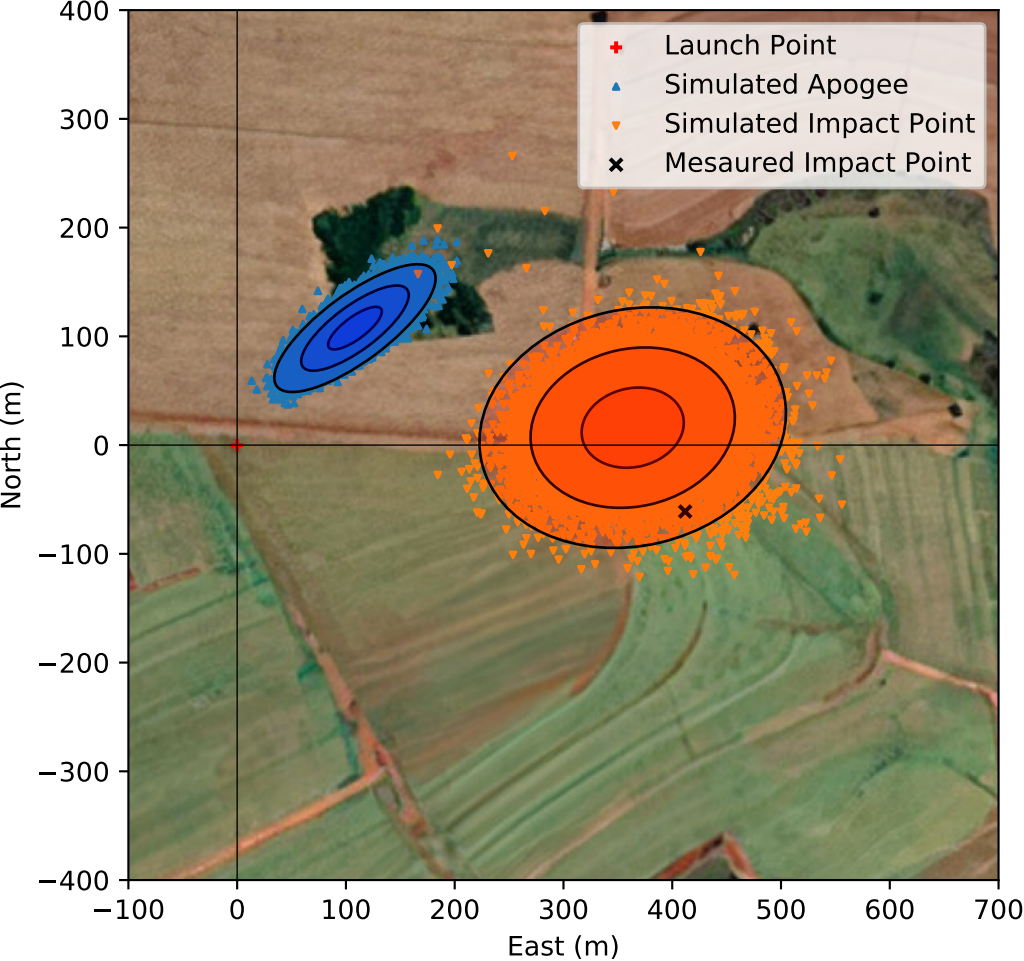 400
300
200
100
0
−100
−200
−300
−400
North (m)
Launch Point
Simulated Apogee
Simulated Impact Point
Mesaured Impact Point
−100 0 100 200 300 400 500 600 700
East (m)